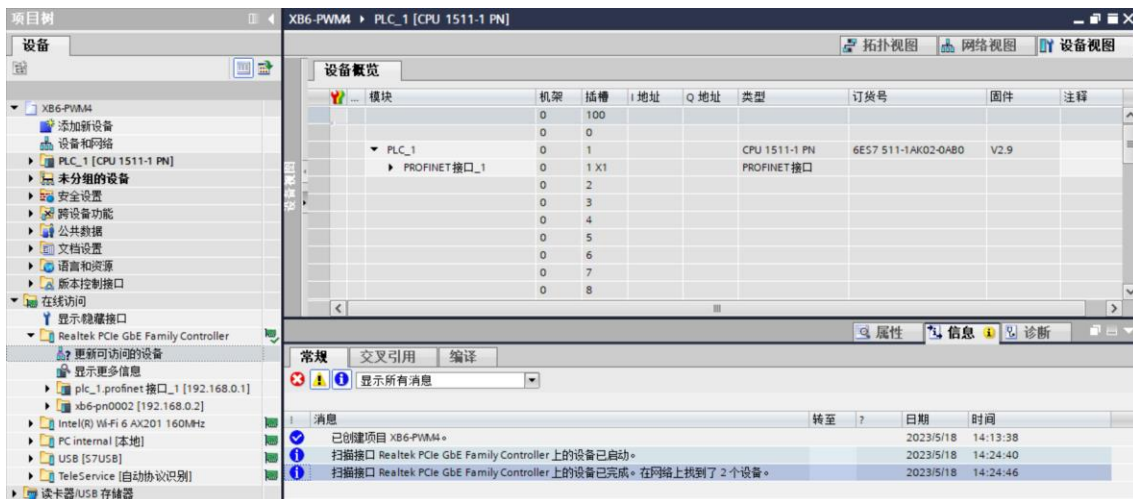 项目树
XB6-PWM4 ▸ PLC_1 [CPU 1511-1 PN]
设备
拓扑视图 网络视图 设备视图
设备概览
XB6-PWM4
添加新设备
设备和网络
PLC_1 [CPU 1511-1 PN]
未分组的设备
安全设置
跨设备功能
公共数据
文档设置
语言和资源
版本控制接口
在线访问
显示/隐藏接口
Realtek PCIe GbE Family Controller
更新可访问的设备
显示更多信息
plc_1.profinet 接口_1 [192.168.0.1]
xb6-pn0002 [192.168.0.2]
Intel(R) Wi-Fi 6 AX201 160MHz
PC internal [本地]
USB [S7USB]
TeleService [自动协议识别]
读卡器/USB 存储器
... 模块 机架 插槽 I 地址 Q 地址 类型 订货号 固件 注释
0 100
0 0
PLC_1 0 1 CPU 1511-1 PN 6ES7 511-1AK02-0AB0 V2.9
PROFINET接口_1 0 1 X1 PROFINET接口
0 2
0 3
0 4
0 5
0 6
0 7
0 8
属性 信息 诊断
常规 交叉引用 编译
显示所有消息
! 消息 转至 ? 日期 时间
已创建项目 XB6-PWM4。 2023/5/18 14:13:38
扫描接口 Realtek PCIe GbE Family Controller 上的设备已启动。 2023/5/18 14:24:40
扫描接口 Realtek PCIe GbE Family Controller 上的设备已完成。在网络上找到了 2 个设备。 2023/5/18 14:24:46